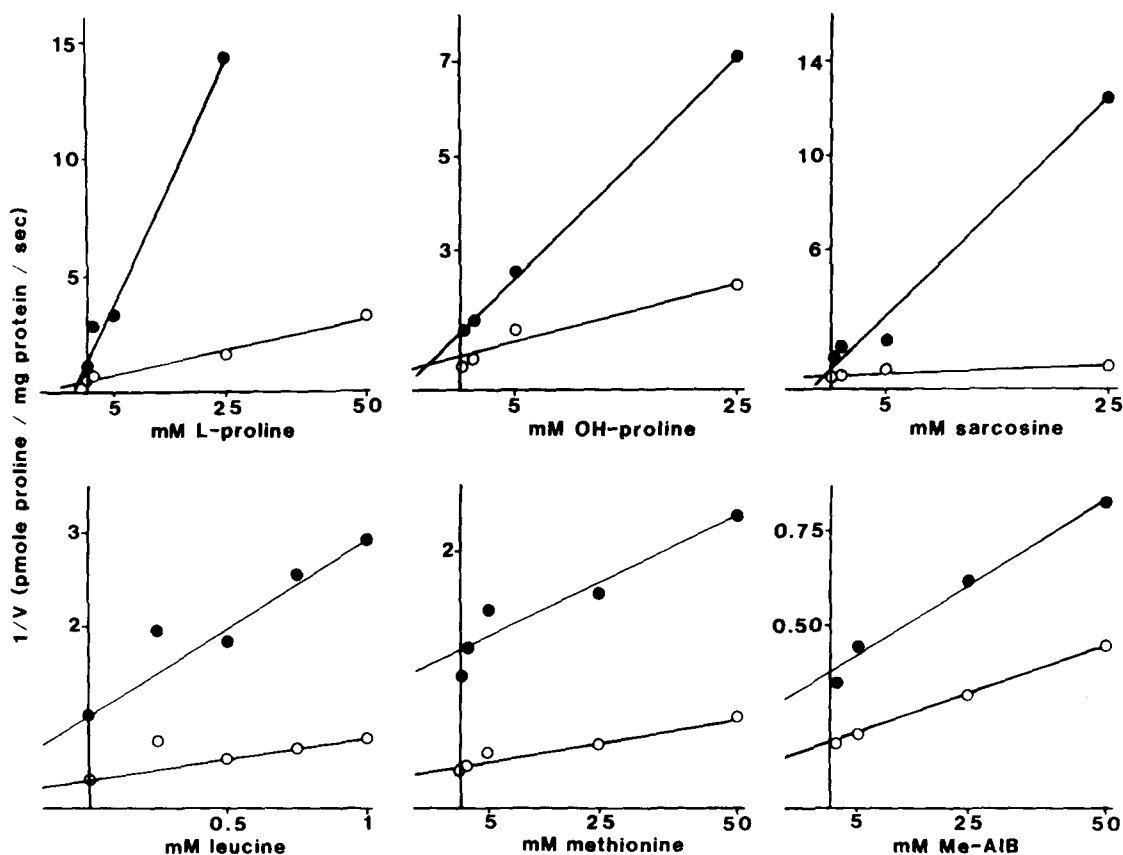 1/V (pmole proline / mg protein / sec)
15
10
5
5 25 50
mM L-proline
7
5
3
5 25
mM OH-proline
14
10
6
5 25
mM sarcosine
3
2
0.5 1
mM leucine
2
5 25 50
mM methionine
0.75
0.50
5 25 50
mM Me-AIB